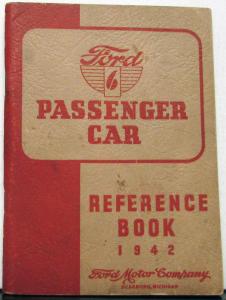 Ford
6
PASSENGER
CAR
REFERENCE
BOOK
1942
Ford Motor Company
DEARBORN, MICHIGAN